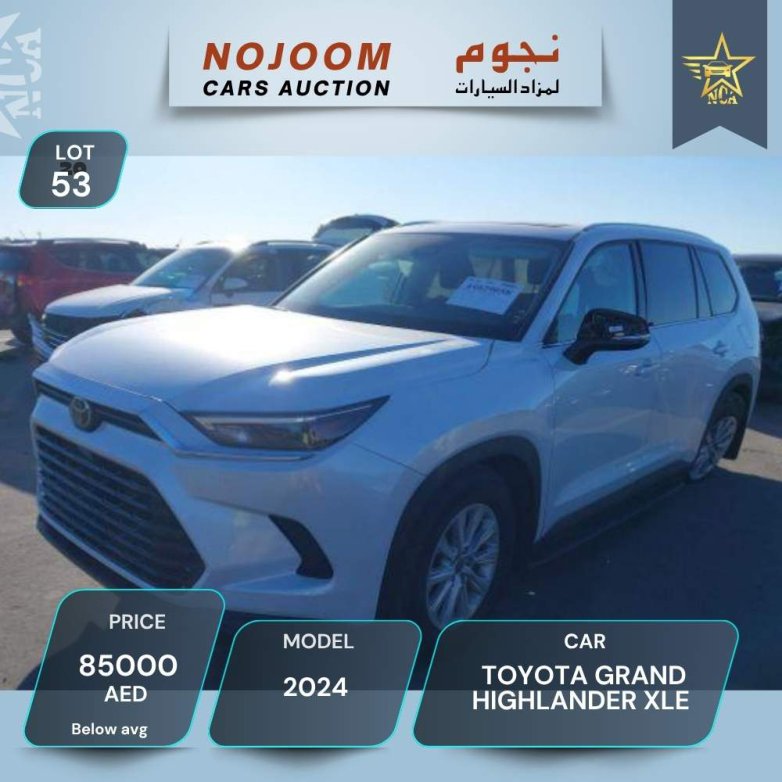 NOJOOM
CARS AUCTION
نجوم
لمزاد السيارات
NCA
NCA
LOT
53
PRICE
85000
AED
Below avg
MODEL
2024
CAR
TOYOTA GRAND
HIGHLANDER XLE